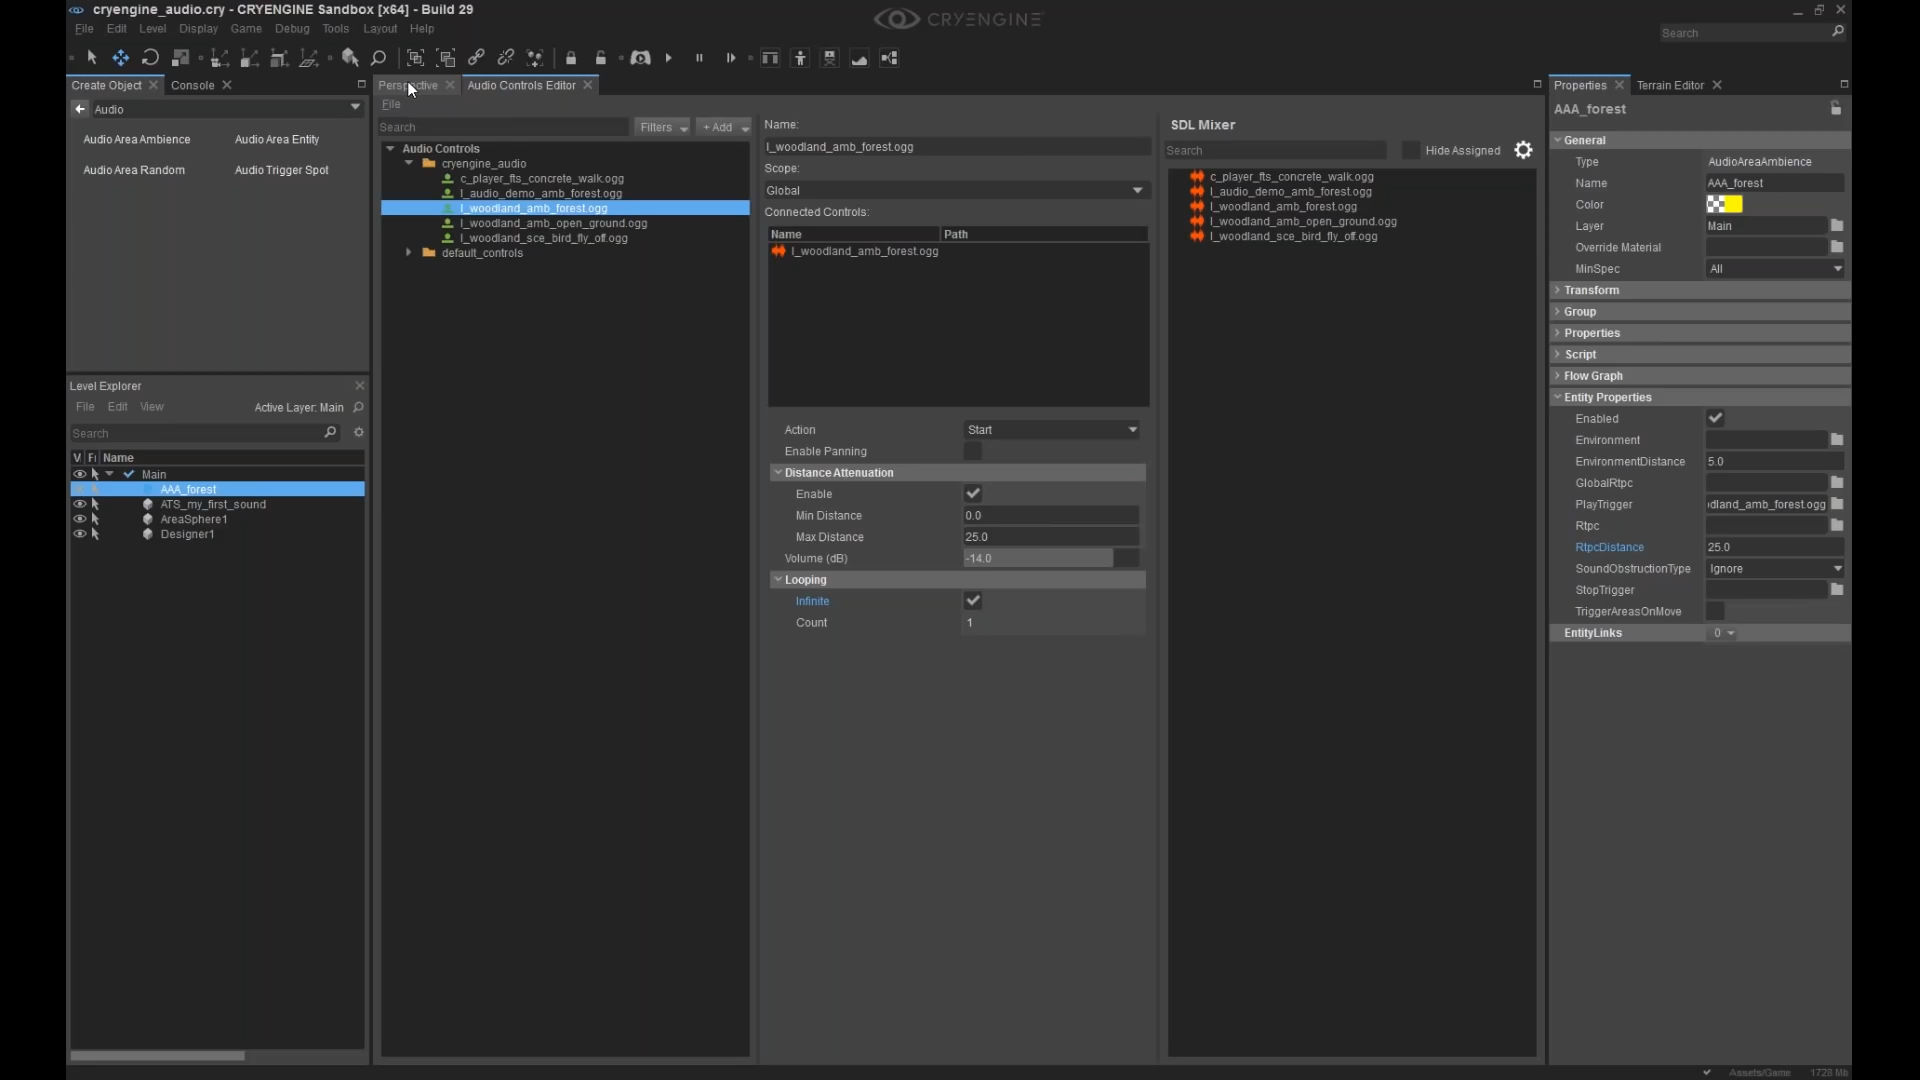 cryengine_audio.cry - CRYENGINE Sandbox [x64] - Build 29
CRYENGINE
File Edit Level Display Game Debug Tools Layout Help
Search
Create Object
Console
Audio
Audio Area Ambience
Audio Area Entity
Audio Area Random
Audio Trigger Spot
Level Explorer
File Edit View
Active Layer: Main
Search
V Fr Name
Main
AAA_forest
ATS_my_first_sound
AreaSphere1
Designer1
Perspective
Audio Controls Editor
File
Search
Filters
+ Add
Audio Controls
cryengine_audio
c_player_fts_concrete_walk.ogg
l_audio_demo_amb_forest.ogg
l_woodland_amb_forest.ogg
l_woodland_amb_open_ground.ogg
l_woodland_sce_bird_fly_off.ogg
default_controls
Name:
l_woodland_amb_forest.ogg
Scope:
Global
Connected Controls:
Name Path
l_woodland_amb_forest.ogg
Action Start
Enable Panning
Distance Attenuation
Enable
Min Distance 0.0
Max Distance 25.0
Volume (dB) -14.0
Looping
Infinite
Count 1
SDL Mixer
Search
Hide Assigned
c_player_fts_concrete_walk.ogg
l_audio_demo_amb_forest.ogg
l_woodland_amb_forest.ogg
l_woodland_amb_open_ground.ogg
l_woodland_sce_bird_fly_off.ogg
Properties
Terrain Editor
AAA_forest
General
Type AudioAreaAmbience
Name AAA_forest
Color
Layer Main
Override Material
MinSpec All
Transform
Group
Properties
Script
Flow Graph
Entity Properties
Enabled
Environment
EnvironmentDistance 5.0
GlobalRtpc
PlayTrigger dland_amb_forest.ogg
Rtpc
RtpcDistance 25.0
SoundObstructionType Ignore
StopTrigger
TriggerAreasOnMove
EntityLinks 0
Assets/Game 1728 Mb